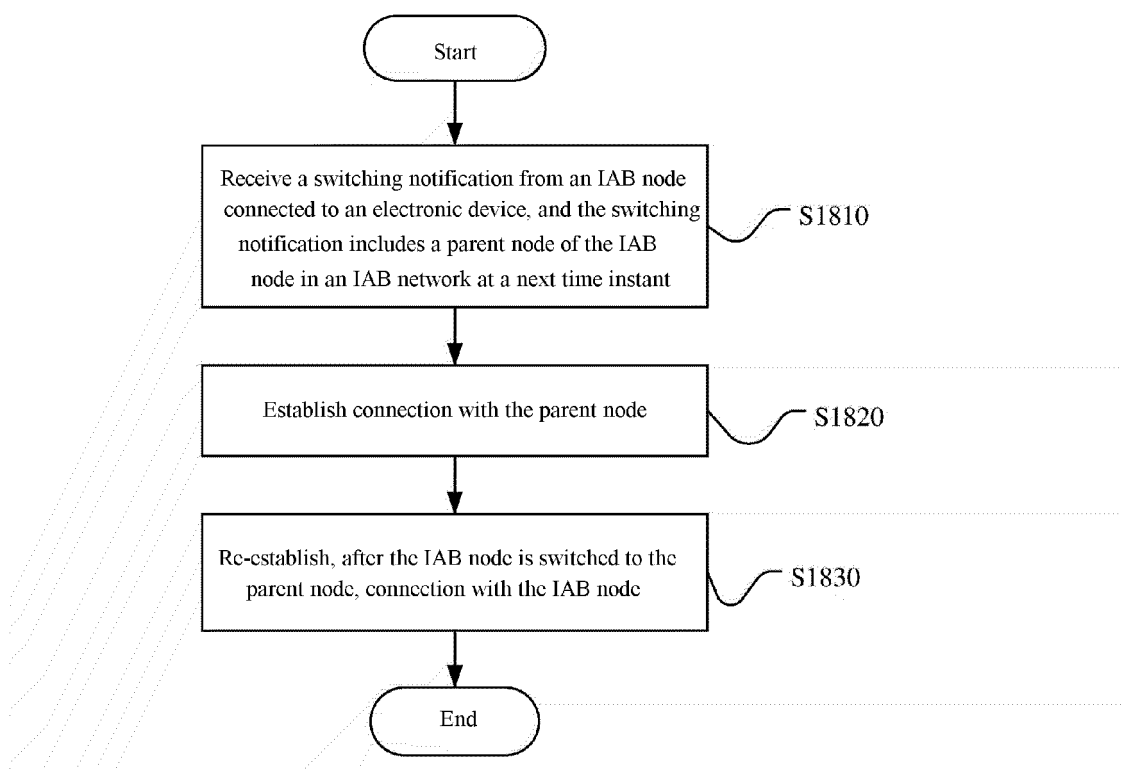 Start
Receive a switching notification from an IAB node
connected to an electronic device, and the switching
notification includes a parent node of the IAB
node in an IAB network at a next time instant
S1810
Establish connection with the parent node
S1820
Re-establish, after the IAB node is switched to the
parent node, connection with the IAB node
S1830
End